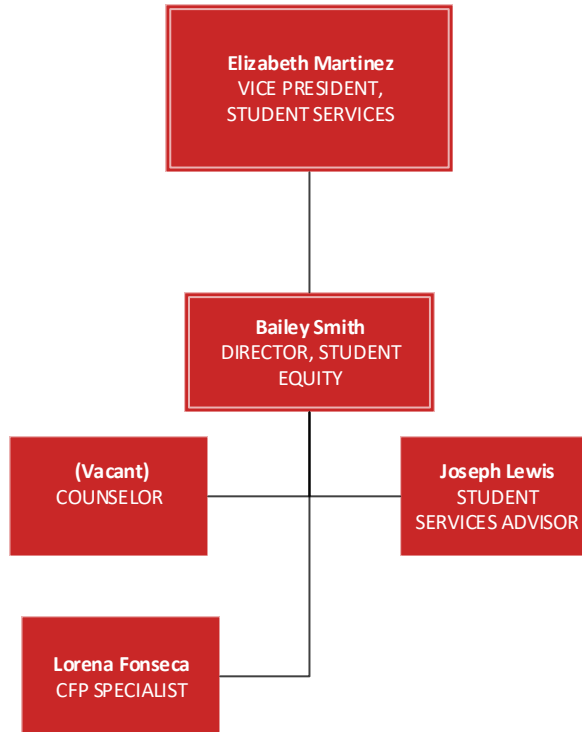 Elizabeth Martinez
VICE PRESIDENT,
STUDENT SERVICES
Bailey Smith
DIRECTOR, STUDENT
EQUITY
(Vacant)
COUNSELOR
Joseph Lewis
STUDENT
SERVICES ADVISOR
Lorena Fonseca
CFP SPECIALIST